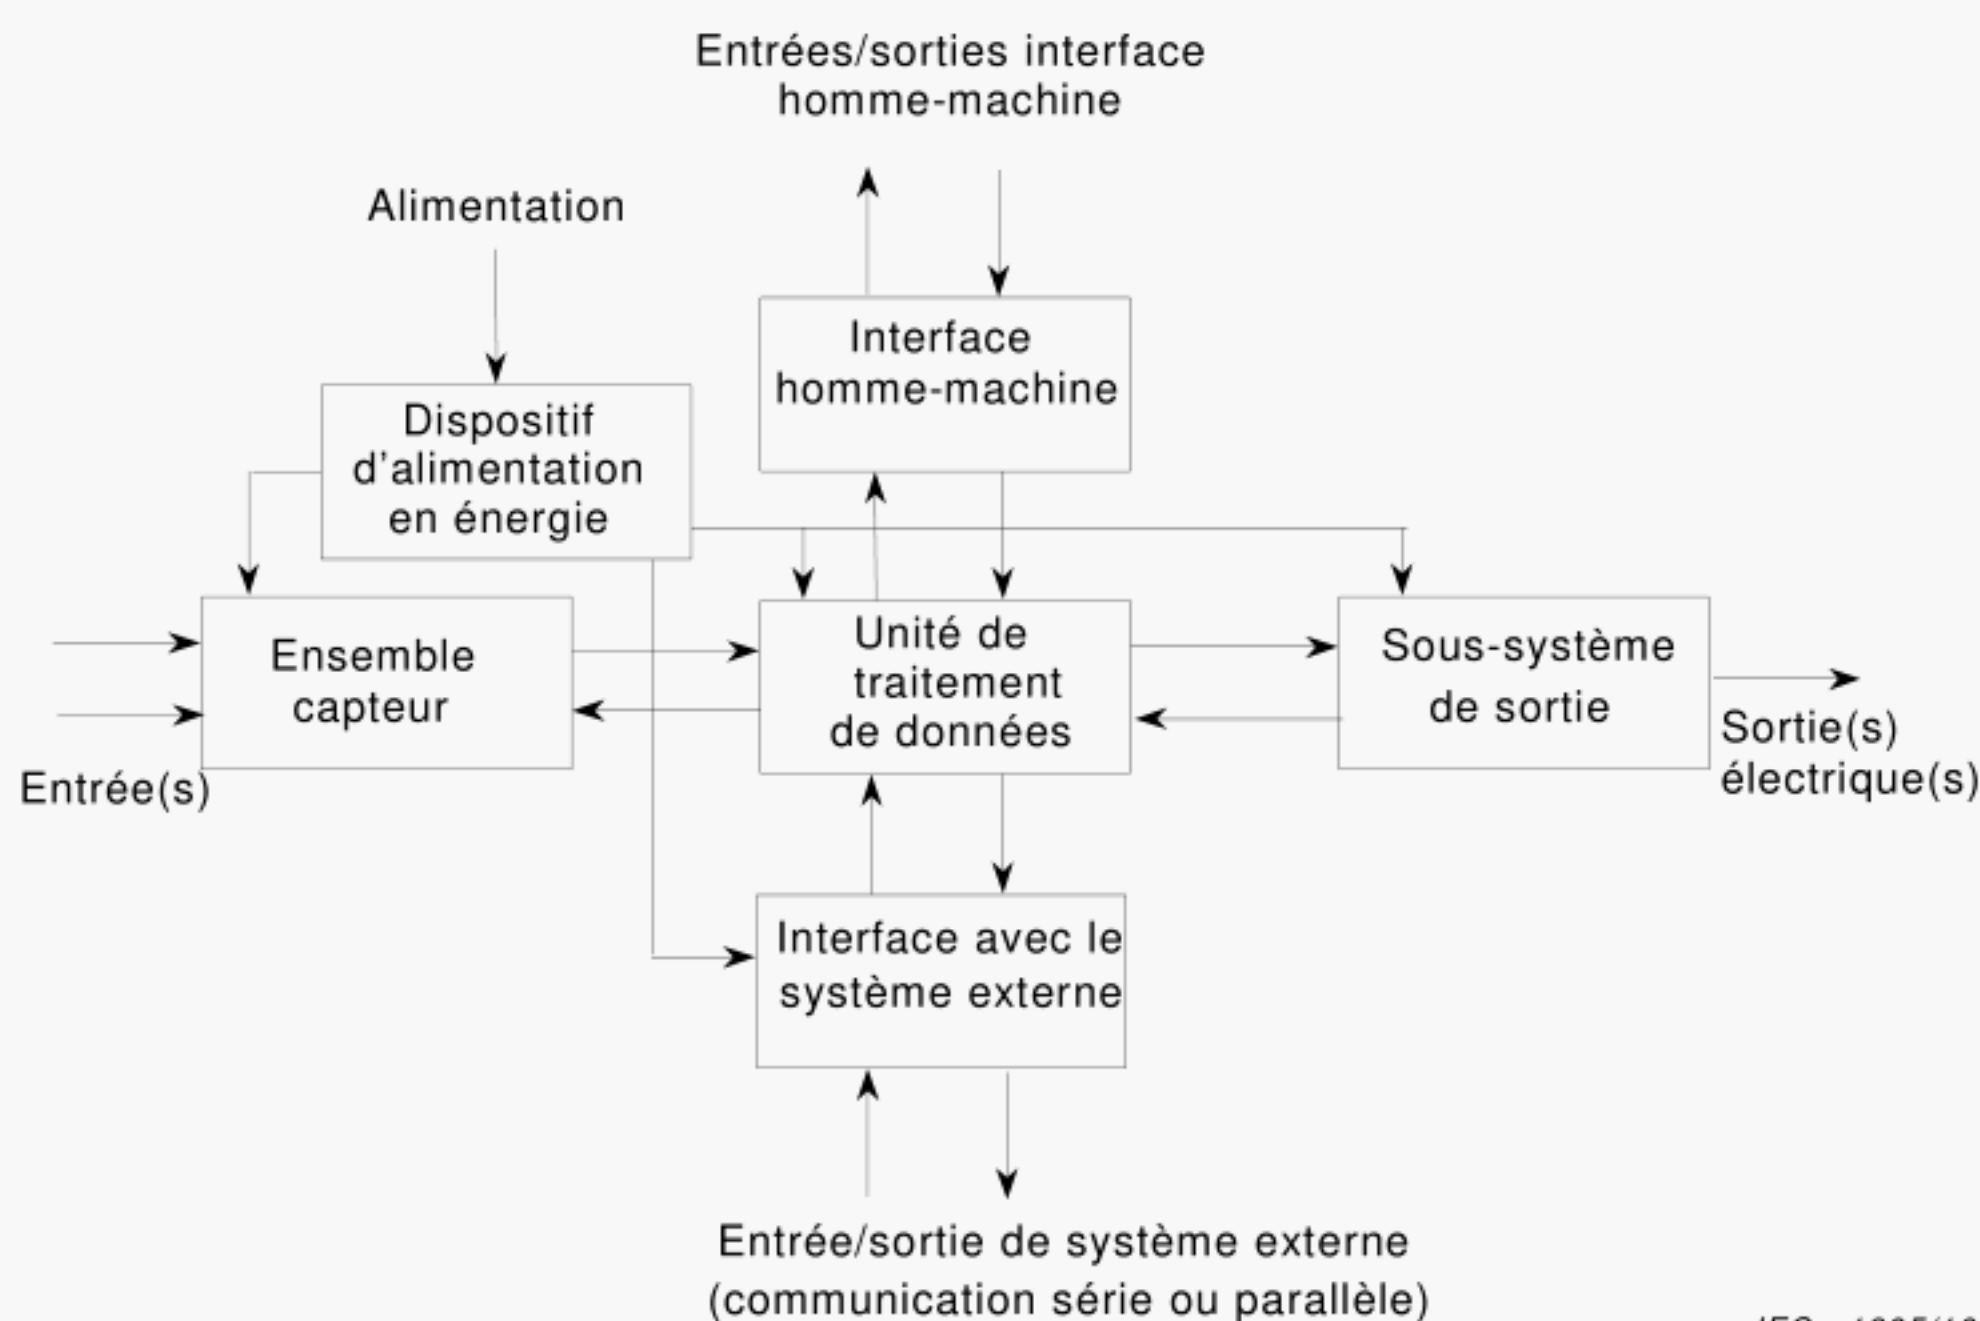 Entrées/sorties interface
homme-machine
Alimentation
Interface
homme-machine
Dispositif
d'alimentation
en énergie
Ensemble
capteur
Unité de
traitement
de données
Sous-système
de sortie
Entrée(s)
Sortie(s)
électrique(s)
Interface avec le
système externe
Entrée/sortie de système externe
(communication série ou parallèle)